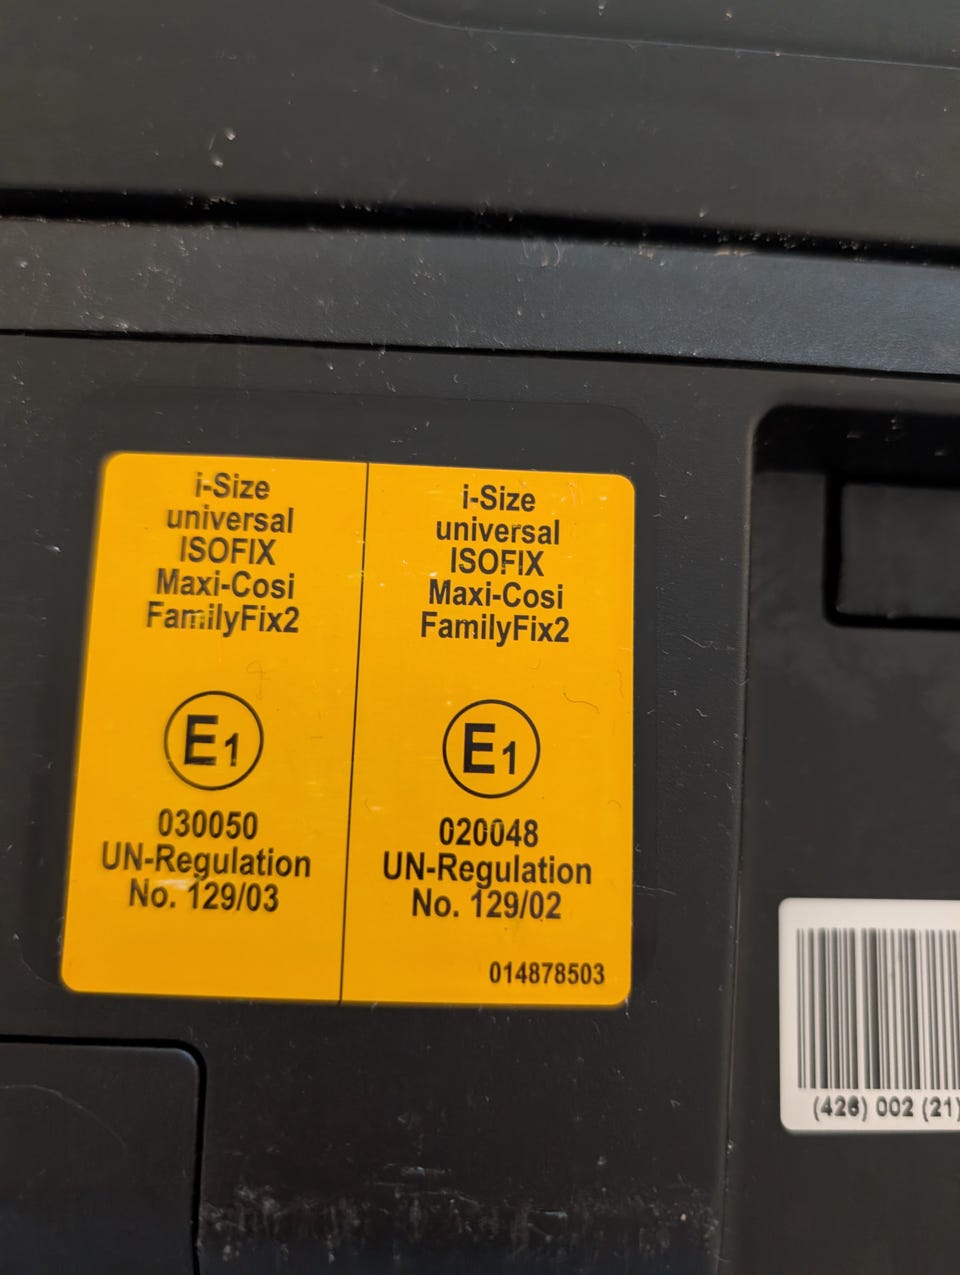 i-Size
universal
ISOFIX
Maxi-Cosi
FamilyFix2
E1
030050
UN-Regulation
No. 129/03
i-Size
universal
ISOFIX
Maxi-Cosi
FamilyFix2
E1
020048
UN-Regulation
No. 129/02
014878503
(426) 002 (21)